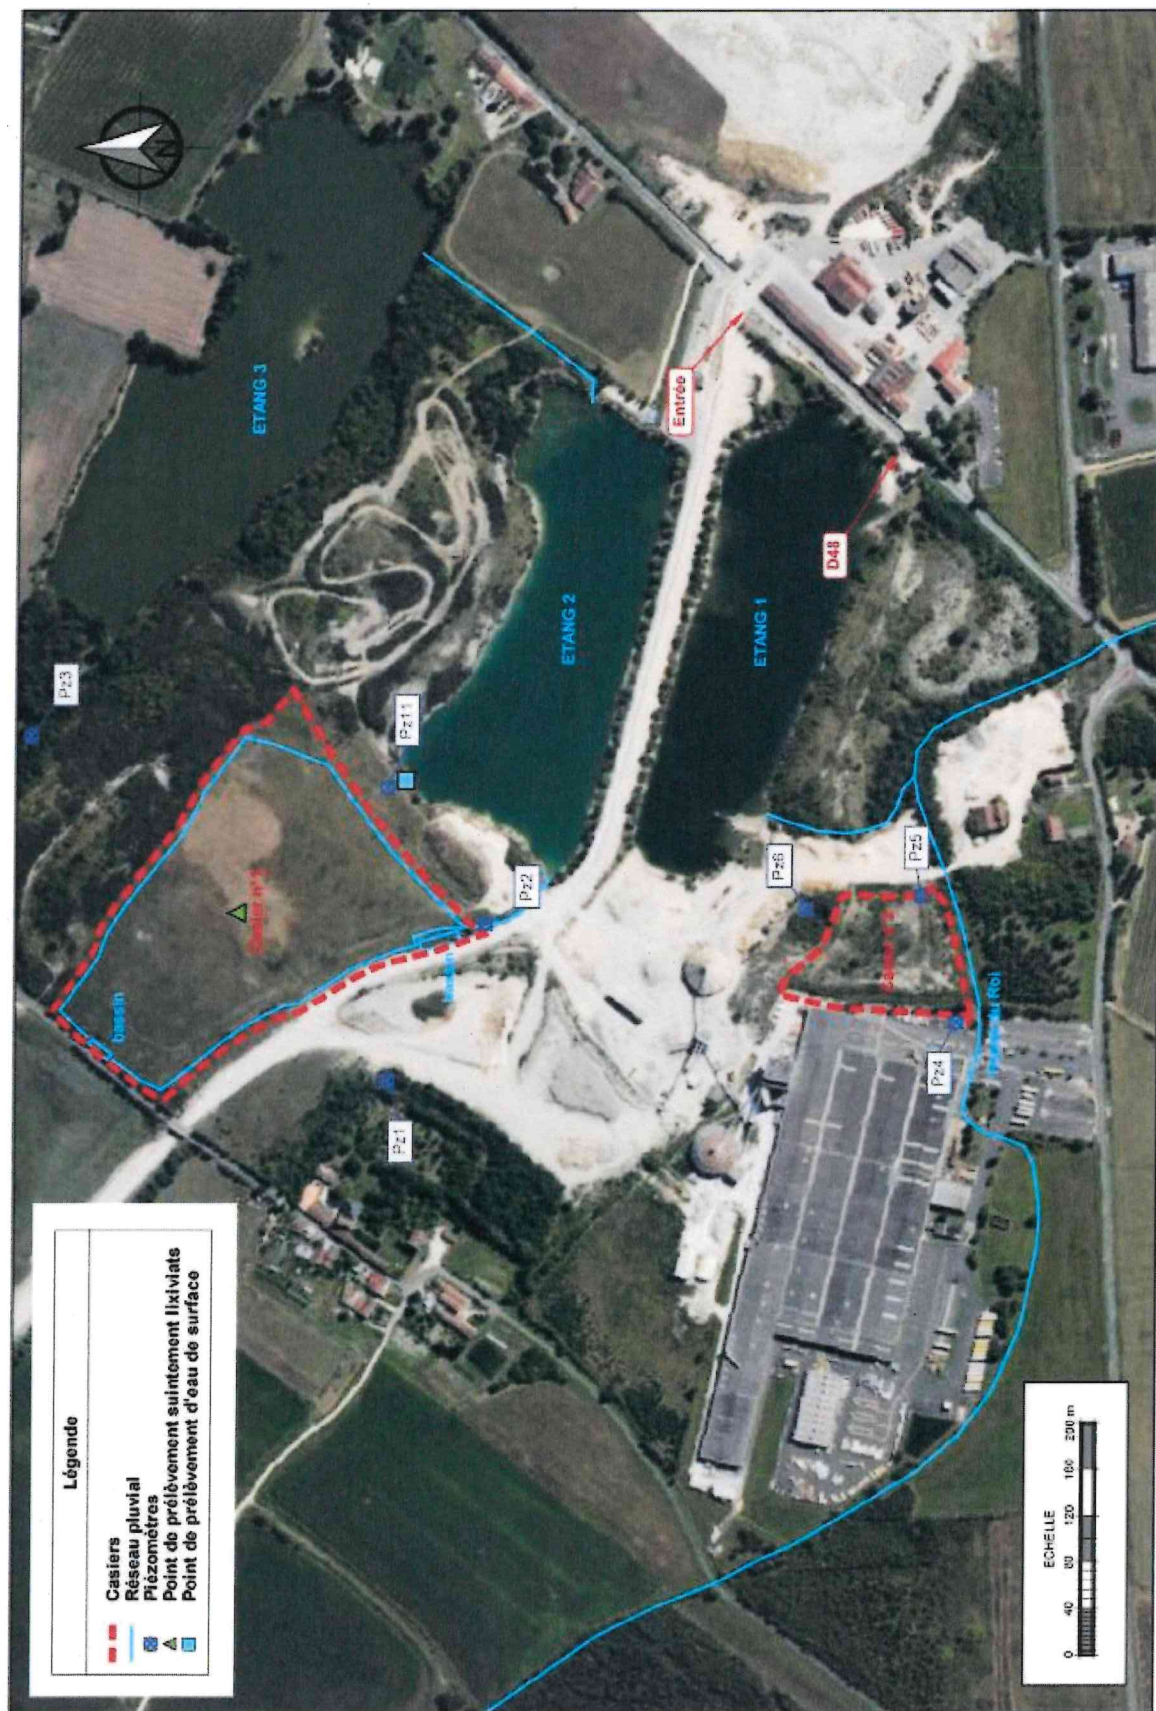 Légende
Casiers
Réseau pluvial
Piézomètres
Point de prélèvement suintement lixiviats
Point de prélèvement d'eau de surface
N
ETANG 3
Pz3
bassin
Casier n°1
Pz11
ETANG 2
Entrée
Pz2
Pz1
ETANG 1
D48
Pz6
Pz5
Pz4
ECHELLE
0 40 80 120 160 200 m